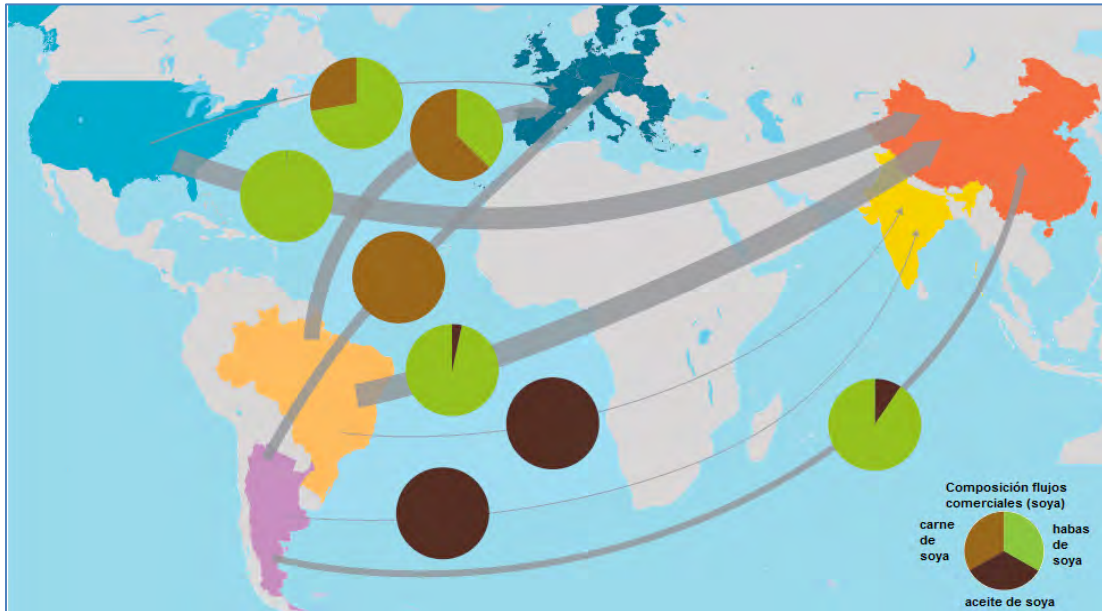 Composición flujos
comerciales (soya)
carne
de
soya
habas
de
soya
aceite de soya